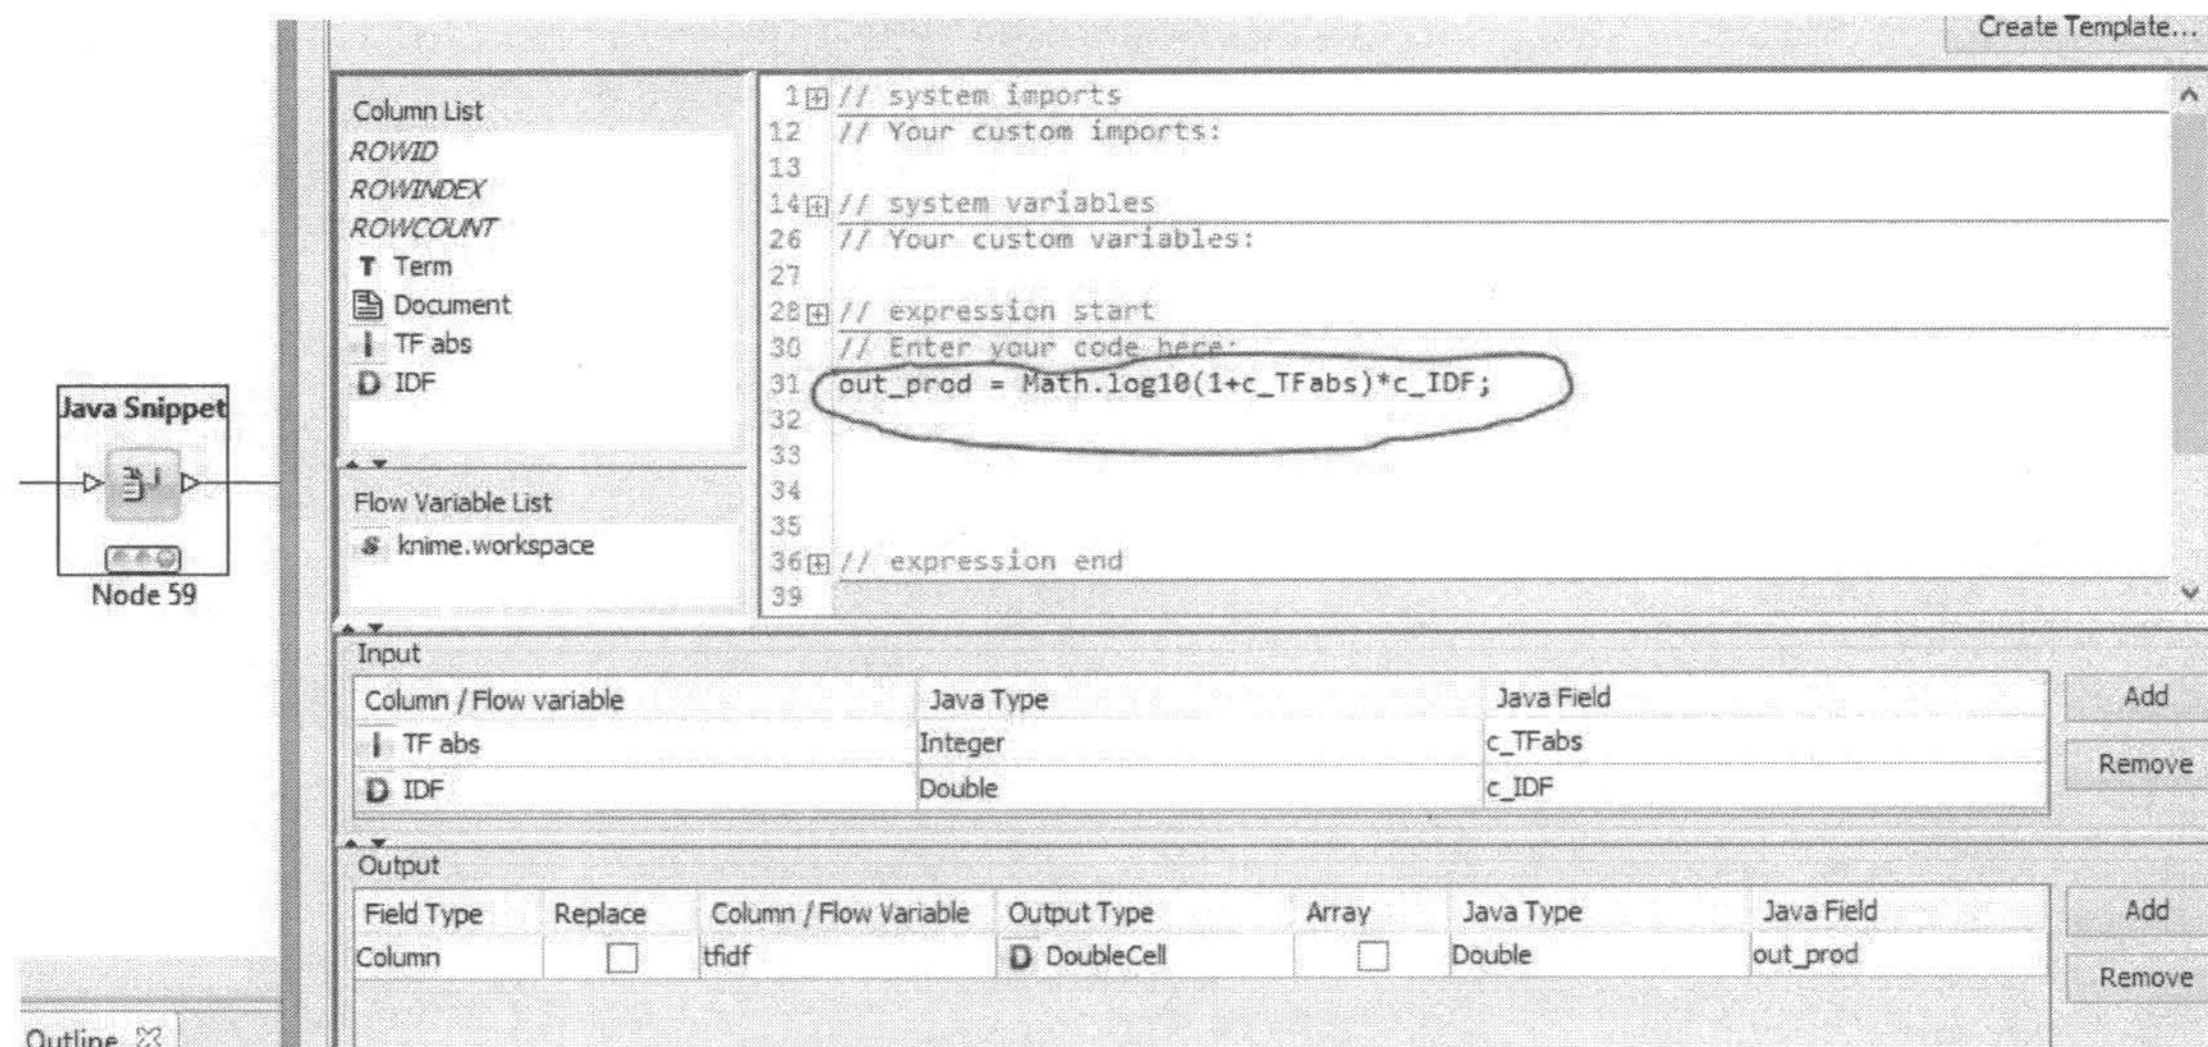 Create Template...
Column List
ROWID
ROWINDEX
ROWCOUNT
T Term
Document
I TF abs
D IDF
Flow Variable List
s knime.workspace
1 // system imports
12 // Your custom imports:
13
14 // system variables
26 // Your custom variables:
27
28 // expression start
30 // Enter your code here:
31 out_prod = Math.log10(1+c_TFabs)*c_IDF;
32
33
34
35
36 // expression end
39
Java Snippet
Node 59
Input
Column / Flow variable Java Type Java Field
I TF abs Integer c_TFabs
D IDF Double c_IDF
Add
Remove
Output
Field Type Replace Column / Flow Variable Output Type Array Java Type Java Field
Column tfidf D DoubleCell Double out_prod
Add
Remove
Outline